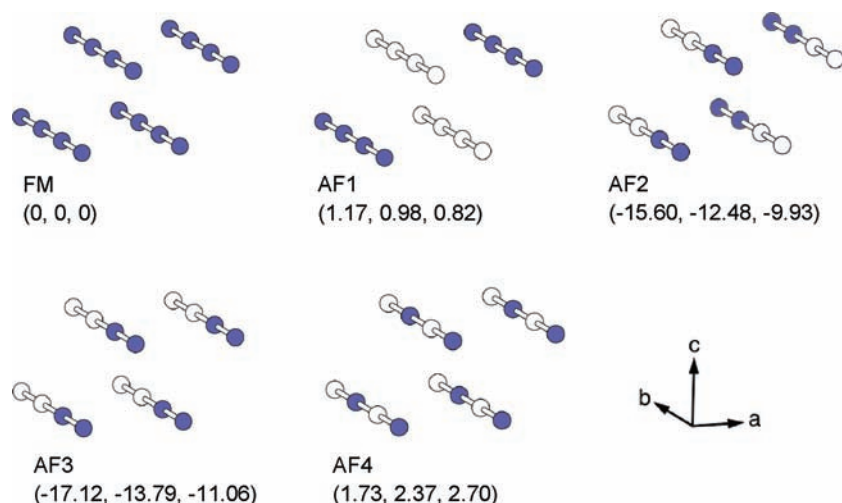 FM
(0, 0, 0)
AF1
(1.17, 0.98, 0.82)
AF2
(-15.60, -12.48, -9.93)
AF3
(-17.12, -13.79, -11.06)
AF4
(1.73, 2.37, 2.70)
c
b
a